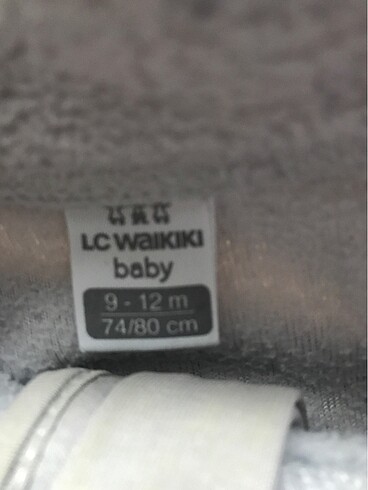 LC WAIKIKI
baby
9 - 12 m
74/80 cm